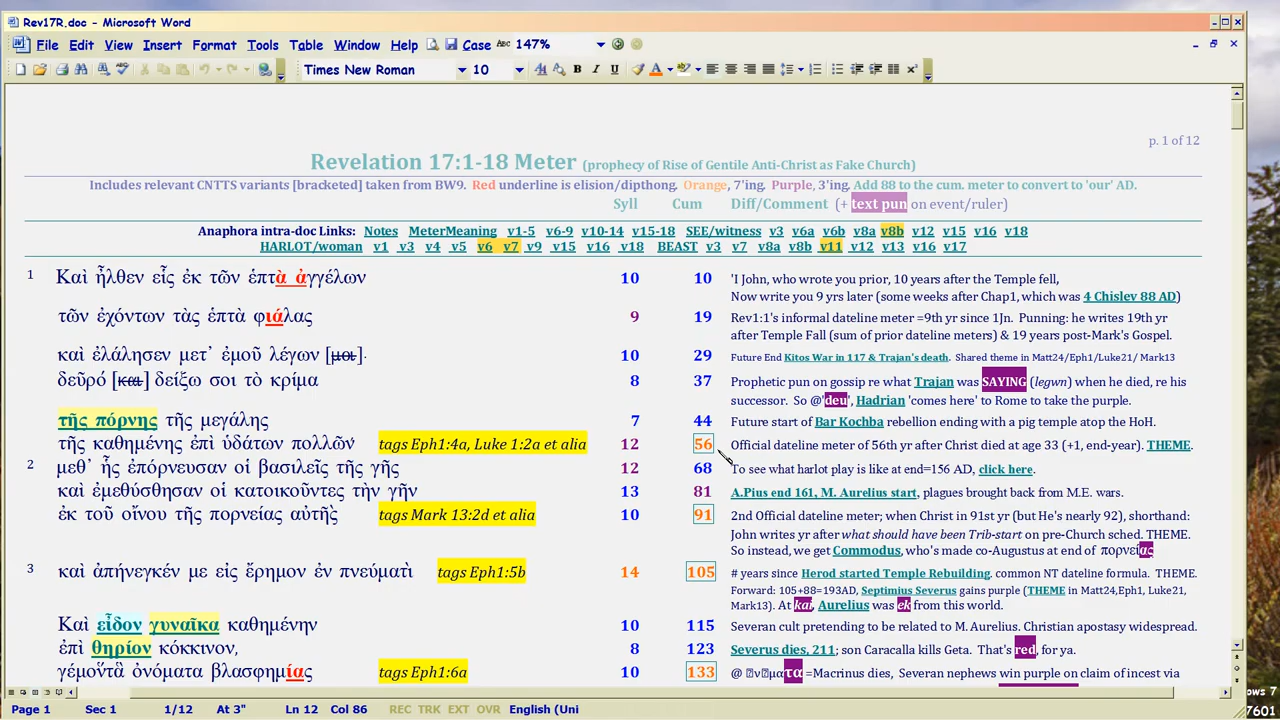 Rev17R.doc - Microsoft Word
File Edit View Insert Format Tools Table Window Help Case 147%
Times New Roman 10
p. 1 of 12
Revelation 17:1-18 Meter (prophecy of Rise of Gentile Anti-Christ as Fake Church)
Includes relevant CNTTS variants [bracketed] taken from BW9. Red underline is elision/dipthong. Orange, 7'ing. Purple, 3'ing. Add 88 to the cum. meter to convert to 'our' AD.
Syll Cum Diff/Comment (+ text pun on event/ruler)
Anaphora intra-doc Links: Notes MeterMeaning v1-5 v6-9 v10-14 v15-18 SEE/witness v3 v6a v6b v8a v8b v12 v15 v16 v18
HARLOT/woman v1 v3 v4 v5 v6 v7 v9 v15 v16 v18 BEAST v3 v7 v8a v8b v11 v12 v13 v16 v17
1 Καὶ ἦλθεν εἷς ἐκ τῶν ἑπτὰ ἀγγέλων 10 10 'I John, who wrote you prior, 10 years after the Temple fell,
Now write you 9 yrs later (some weeks after Chap1, which was 4 Chislev 88 AD)
τῶν ἐχόντων τὰς ἑπτὰ φιάλας 9 19 Rev1:1's informal dateline meter =9th yr since 1Jn. Punning: he writes 19th
yr after Temple Fall (sum of prior dateline meters) & 19 years post-Mark's Gospel.
καὶ ἐλάλησεν μετ᾽ ἐμοῦ λέγων [μοι]· 10 29 Future End Kitos War in 117 & Trajan's death. Shared theme in Matt24/Eph1/Luke21/ Mark13
δεῦρό [και] δείξω σοι τὸ κρίμα 8 37 Prophetic pun on gossip re what Trajan was SAYING (legwn) when he died, re his
successor. So @'deu', Hadrian 'comes here' to Rome to take the purple.
τῆς πόρνης τῆς μεγάλης 7 44 Future start of Bar Kochba rebellion ending with a pig temple atop the HoH.
τῆς καθημένης ἐπὶ ὑδάτων πολλῶν tags Eph1:4a, Luke 1:2a et alia 12 56 Official dateline meter of 56th yr after Christ died at age 33 (+1, end-year). THEME.
2 μεθ᾽ ἧς ἐπόρνευσαν οἱ βασιλεῖς τῆς γῆς 12 68 To see what harlot play is like at end=156 AD, click here.
καὶ ἐμεθύσθησαν οἱ κατοικοῦντες τὴν γῆν 13 81 A.Pius end 161, M. Aurelius start, plagues brought back from M.E. wars.
ἐκ τοῦ οἴνου τῆς πορνείας αὐτῆς tags Mark 13:2d et alia 10 91 2nd Official dateline meter; when Christ in 91st yr (but He's nearly 92), shorthand:
John writes yr after what should have been Trib-start on pre-Church sched. THEME.
So instead, we get Commodus, who's made co-Augustus at end of πορνείας
3 καὶ ἀπήνεγκέν με εἰς ἔρημον ἐν πνεύματι tags Eph1:5b 14 105 # years since Herod started Temple Rebuilding. common NT dateline formula. THEME.
Forward: 105+88=193AD, Septimius Severus gains purple (THEME in Matt24,Eph1, Luke21,
Mark13). At kai, Aurelius was ek from this world.
Καὶ εἶδον γυναῖκα καθημένην 10 115 Severan cult pretending to be related to M.Aurelius. Christian apostasy widespread.
ἐπὶ θηρίον κόκκινον, 8 123 Severus dies, 211; son Caracalla kills Geta. That's red, for ya.
γέμοντα ὀνόματα βλασφημίας tags Eph1:6a 10 133 @ =Macrinus dies, Severan nephews win purple on claim of incest via
Page 1 Sec 1 1/12 At 3" Ln 12 Col 86 REC TRK EXT OVR English (Uni
ows 7
7601